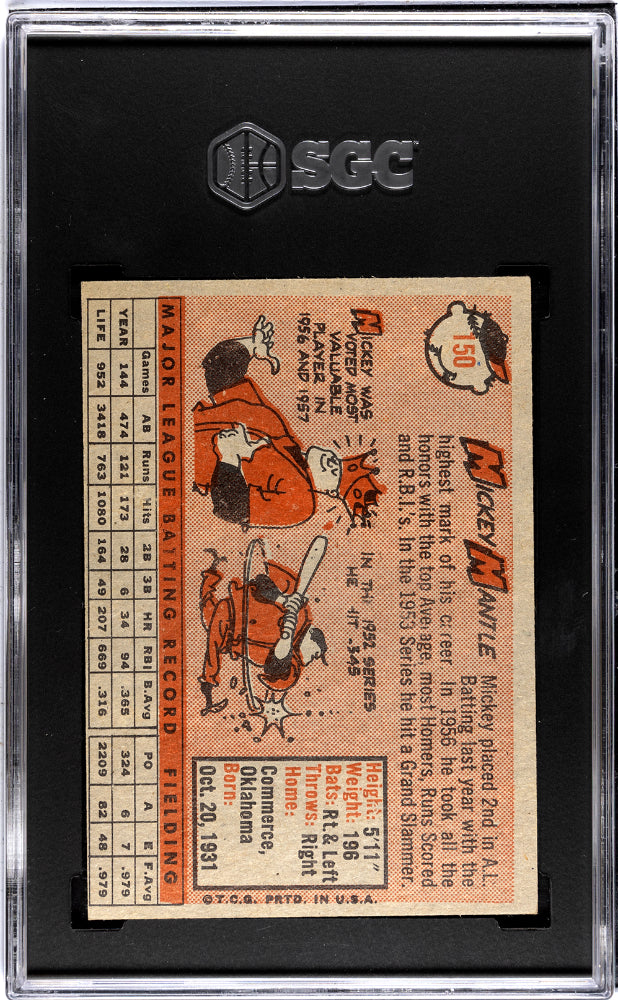 SGC
150
MICKEY MANTLE Mickey placed 2nd in A.L.
Batting last year with the
highest mark of his career. In 1956 he took all the
honors with the top Average, most Homers, Runs Scored
and R.B.I.'s. In the 1953 Series he hit a Grand Slammer.
MICKEY WAS
VOTED MOST
VALUABLE
PLAYER IN
1956 AND 1957
IN THE 1952 SERIES
HE HIT .345
Height: 5'11"
Weight: 196
Bats: Rt. & Left
Throws: Right
Home:
Commerce,
Oklahoma
Born:
Oct. 20, 1931
©T.C.G. PRTD. IN U.S.A.
MAJOR LEAGUE BATTING RECORD FIELDING
Games AB Runs Hits 2B 3B HR RBI B.Avg PO A E F.Avg
YEAR 144 474 121 173 28 6 34 94 .365 324 6 7 .979
LIFE 952 3418 763 1080 164 49 207 669 .316 2209 82 48 .979